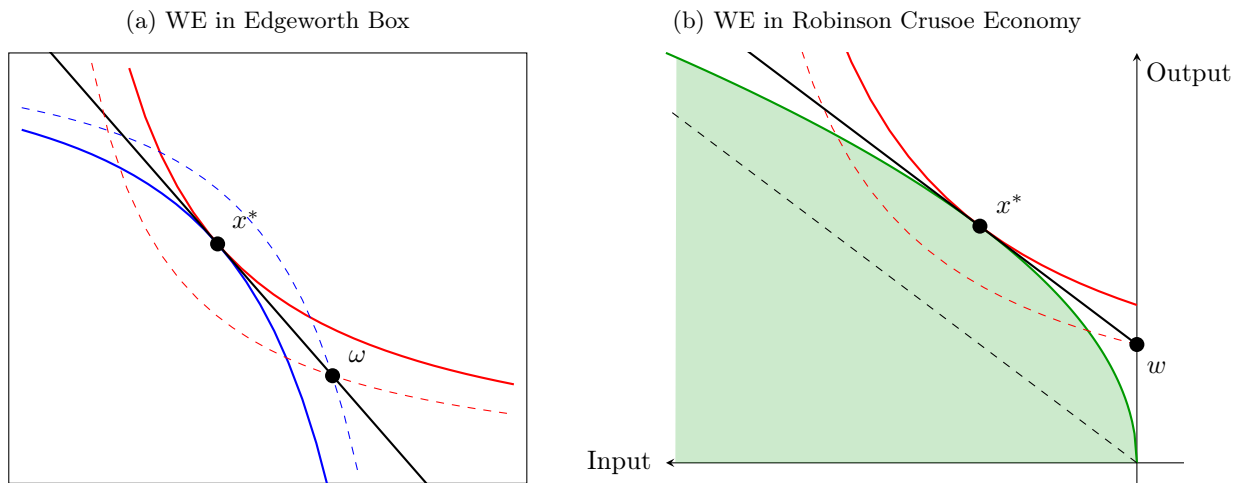 (a) WE in Edgeworth Box
x*
ω
(b) WE in Robinson Crusoe Economy
Output
x*
w
Input